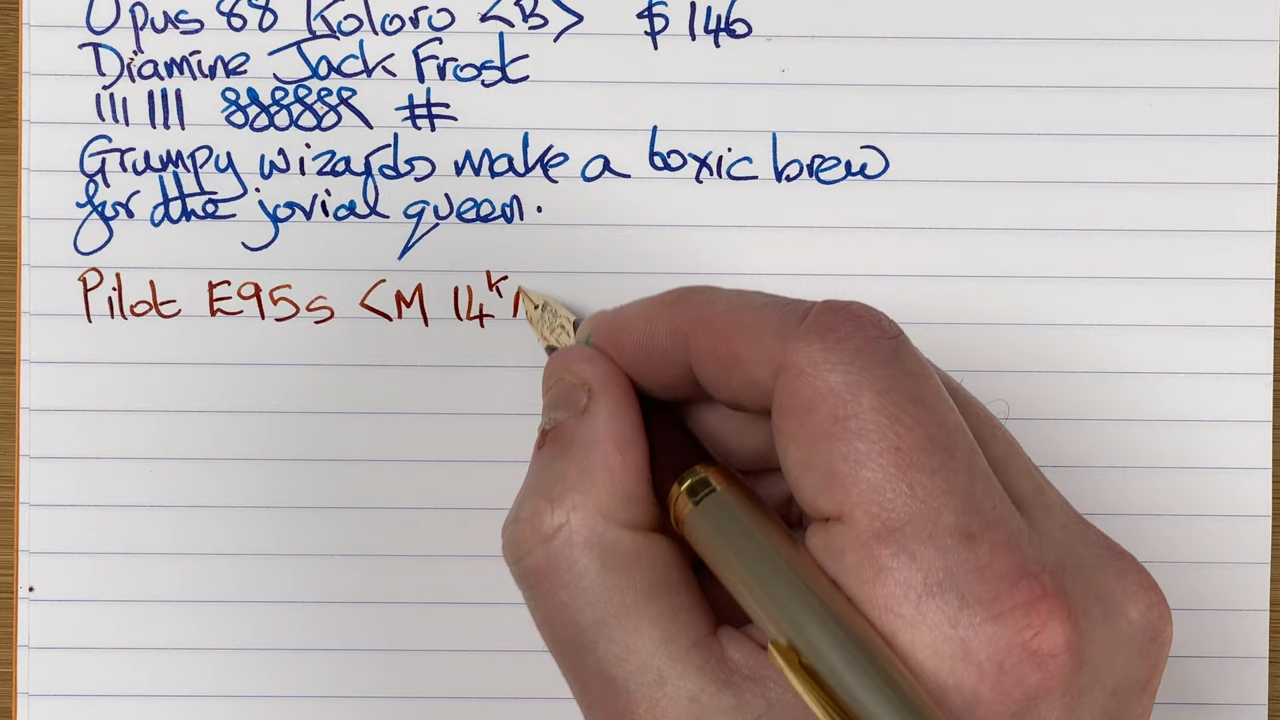 Opus 88 Koloro <B> $146
Diamine Jack Frost
||| ||| 888888 #
Grumpy wizards make a toxic brew
for the jovial queen.
Pilot E95s <M 14k